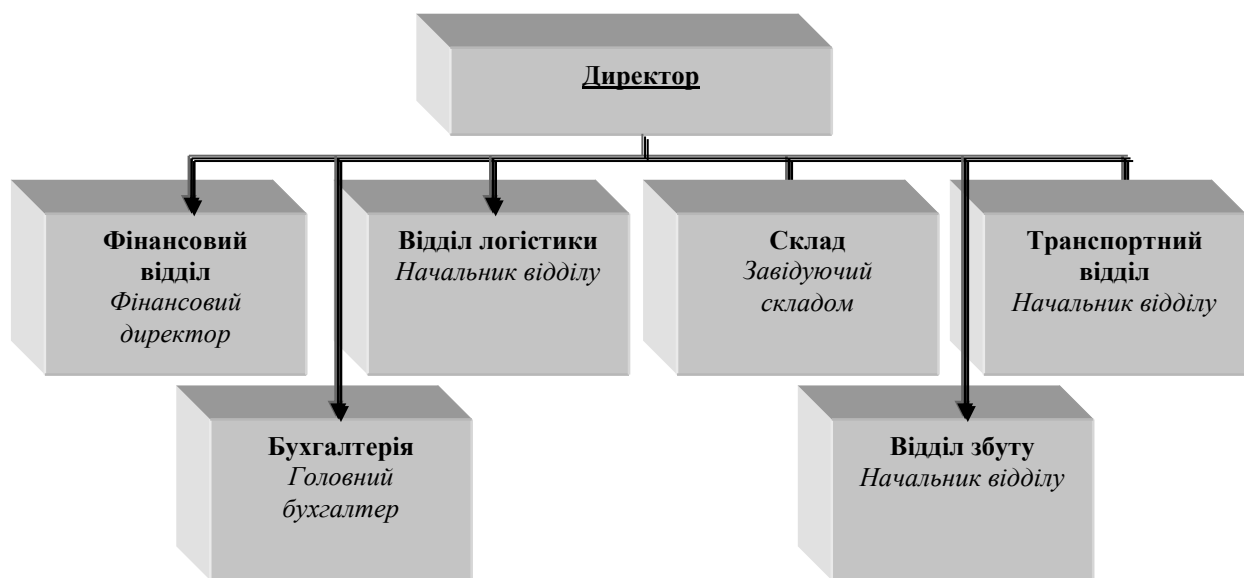 Директор
Фінансовий
відділ
Фінансовий
директор
Відділ логістики
Начальник відділу
Склад
Завідуючий
складом
Транспортний
відділ
Начальник відділу
Бухгалтерія
Головний
бухгалтер
Відділ збуту
Начальник відділу